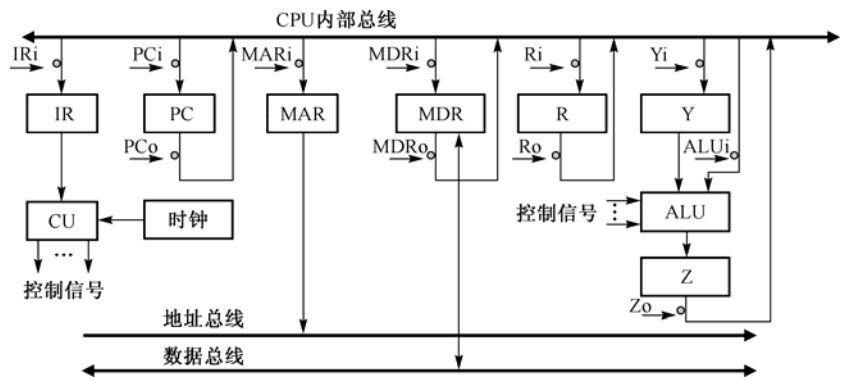 CPU内部总线
IRi PCi MARi MDRi Ri Yi
IR PC MAR MDR R Y
PCo MDRo Ro ALUi
CU 时钟 控制信号 ⋮ ALU
…
控制信号 Z
Zo
地址总线
数据总线